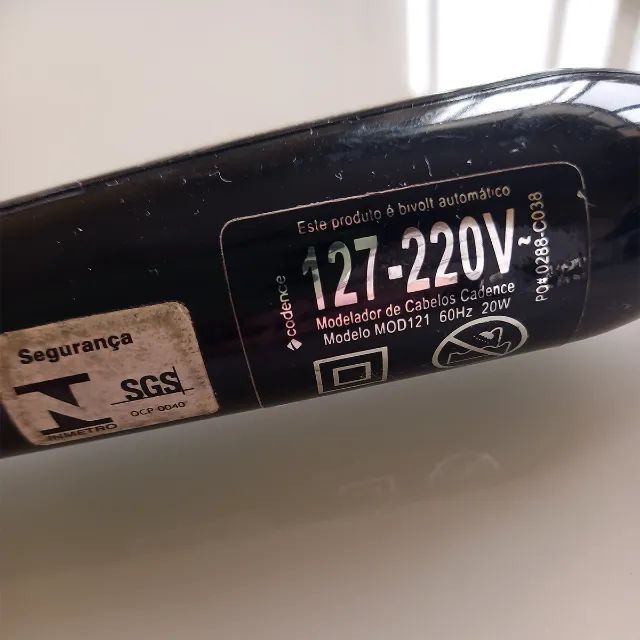 Este produto é bivolt automático
127-220V~
cadence
Modelador de Cabelos Cadence
Modelo MOD121 60Hz 20W
PO#.0288-C038
Segurança
SGS
OCP 0040
INMETRO